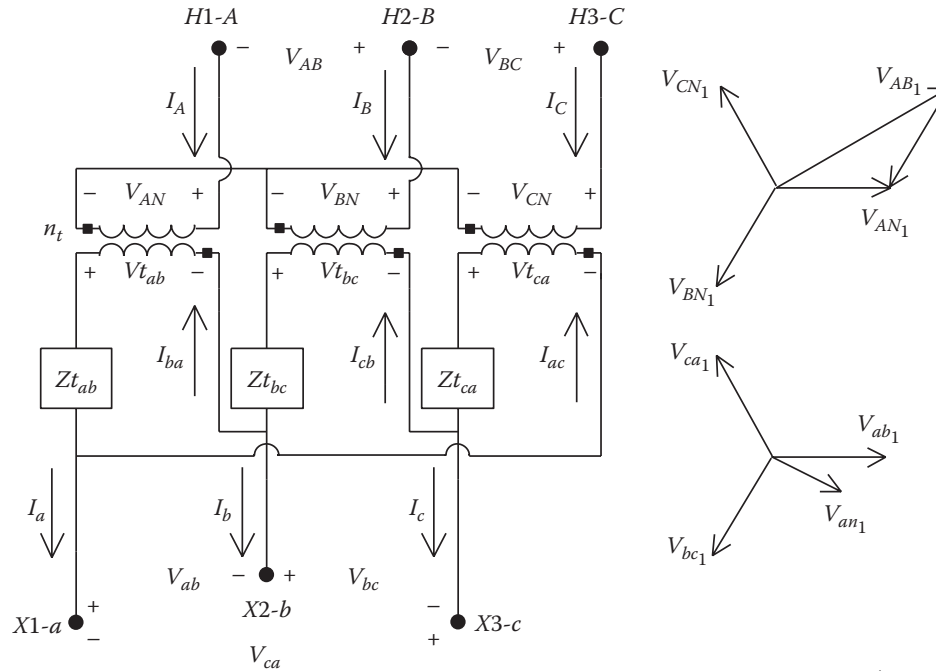 H1-A H2-B H3-C
− V_AB + − V_BC +
I_A I_B I_C
− V_AN + − V_BN + − V_CN +
n_t
+ Vt_ab − + Vt_bc − + Vt_ca −
I_ba I_cb I_ac
Zt_ab Zt_bc Zt_ca
I_a I_b I_c
V_ab − + V_bc −
+ X2-b
X1-a − + X3-c
V_ca
V_CN1 V_AB1
V_AN1
V_BN1
V_ca1
V_ab1
V_an1
V_bc1